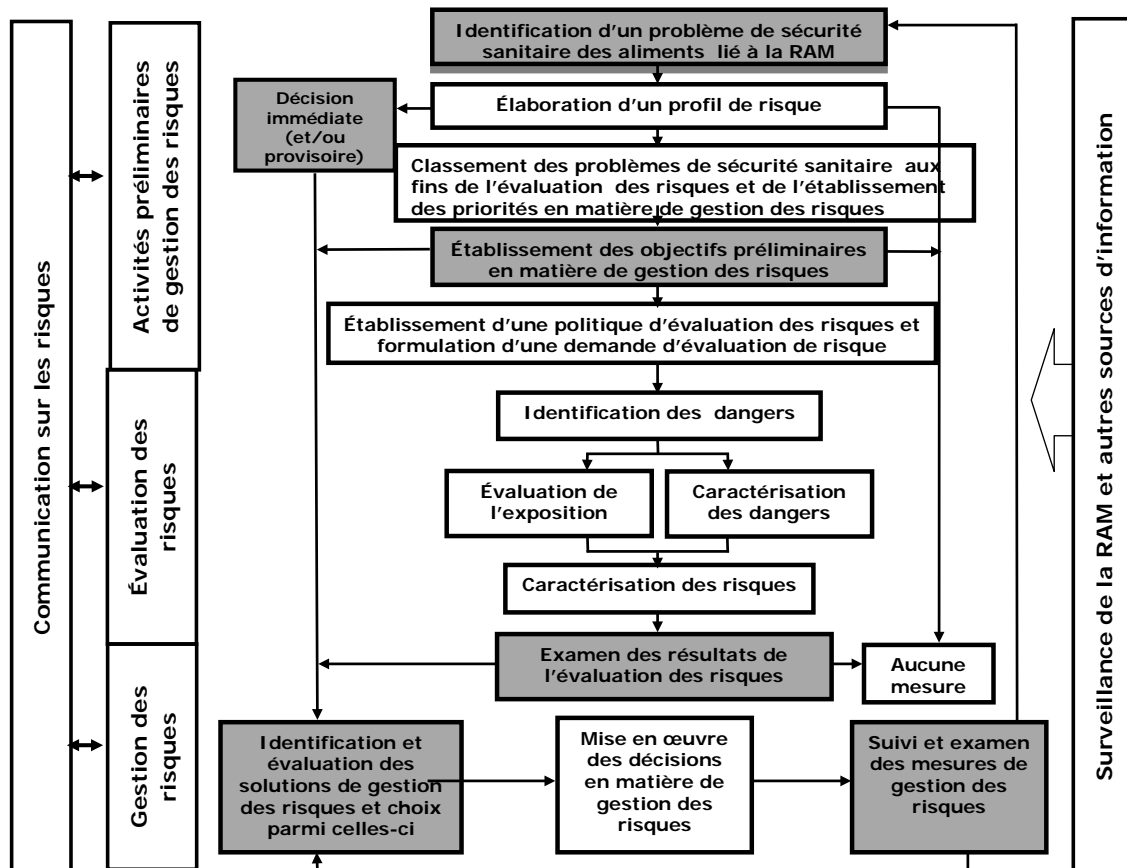 Communication sur les risques
Activités préliminaires
de gestion des risques
Évaluation des
risques
Gestion des
risques
Identification d'un problème de sécurité
sanitaire des aliments lié à la RAM
Décision
immédiate
(et/ou
provisoire)
Élaboration d'un profil de risque
Classement des problèmes de sécurité sanitaire aux
fins de l'évaluation des risques et de l'établissement
des priorités en matière de gestion des risques
Établissement des objectifs préliminaires
en matière de gestion des risques
Établissement d'une politique d'évaluation des risques et
formulation d'une demande d'évaluation de risque
Identification des dangers
Évaluation de
l'exposition
Caractérisation
des dangers
Caractérisation des risques
Examen des résultats de
l'évaluation des risques
Aucune
mesure
Identification et
évaluation des
solutions de gestion
des risques et choix
parmi celles-ci
Mise en œuvre
des décisions
en matière de
gestion des
risques
Suivi et examen
des mesures de
gestion des
risques
Surveillance de la RAM et autres sources d'information